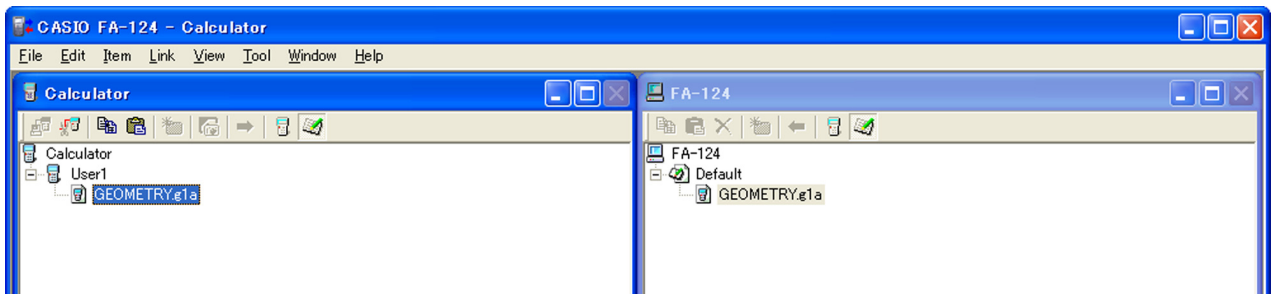 CASIO FA-124 - Calculator
File Edit Item Link View Tool Window Help
Calculator
Calculator
User1
GEOMETRY.g1a
FA-124
FA-124
Default
GEOMETRY.g1a